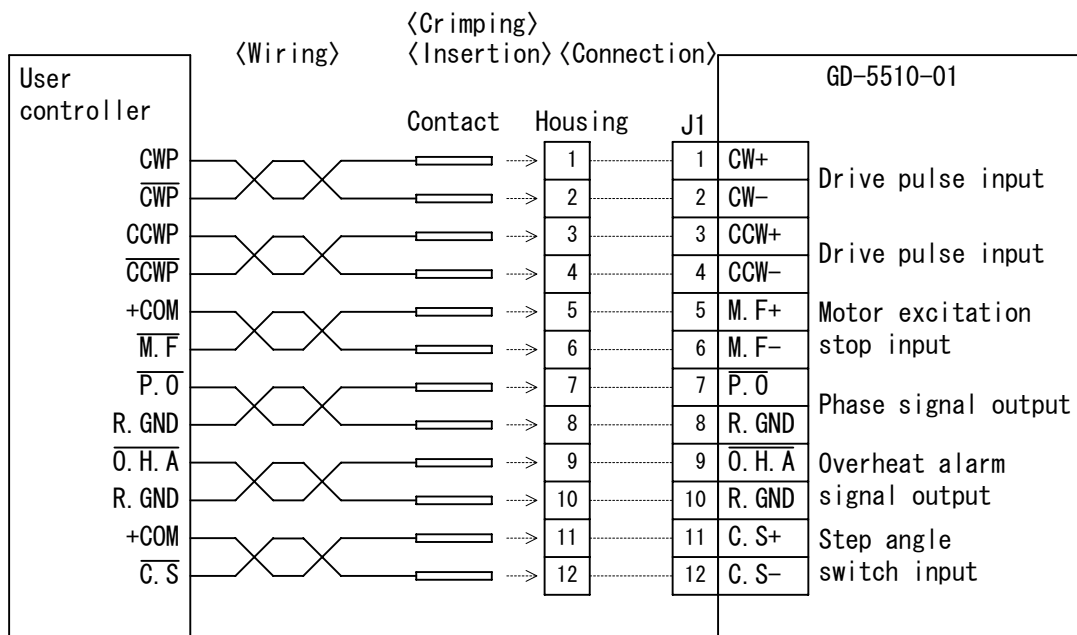 〈Crimping〉
〈Wiring〉 〈Insertion〉 〈Connection〉
User controller
GD-5510-01
Contact Housing J1
CWP 1 1 CW+
Drive pulse input
C̅W̅P̅ 2 2 CW-
CCWP 3 3 CCW+
Drive pulse input
C̅C̅W̅P̅ 4 4 CCW-
+COM 5 5 M.F+ Motor excitation
M̅.̅F̅ 6 6 M.F- stop input
P̅.̅O̅ 7 7 P̅.̅O̅
Phase signal output
R.GND 8 8 R.GND
O̅.̅H̅.̅A̅ 9 9 O̅.̅H̅.̅A̅ Overheat alarm
R.GND 10 10 R.GND signal output
+COM 11 11 C.S+ Step angle
C̅.̅S̅ 12 12 C.S- switch input